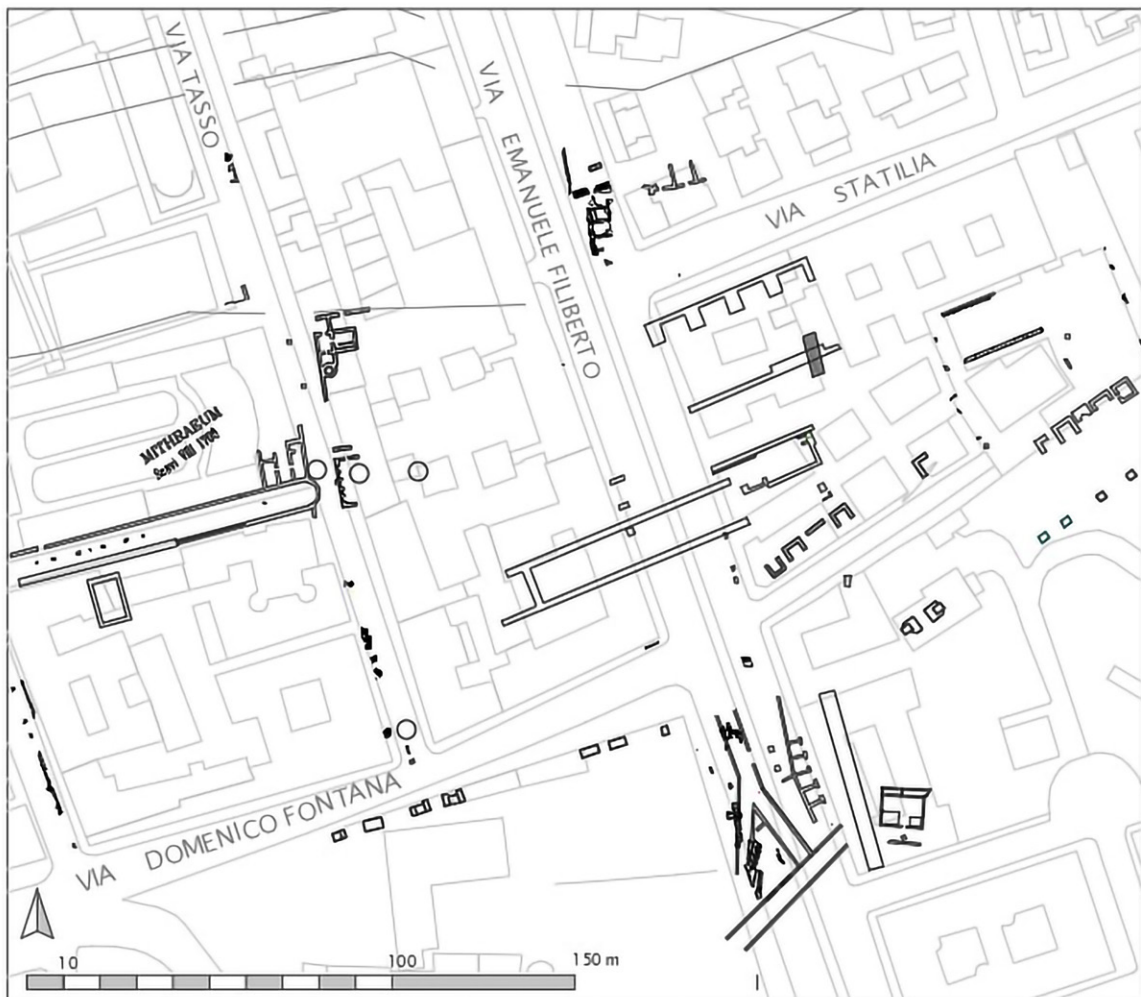 VIA TASSO
VIA EMANUELE FILIBERTO
VIA STATILIA
MITHRAEUM
VIA DOMENICO FONTANA
10 100 150 m